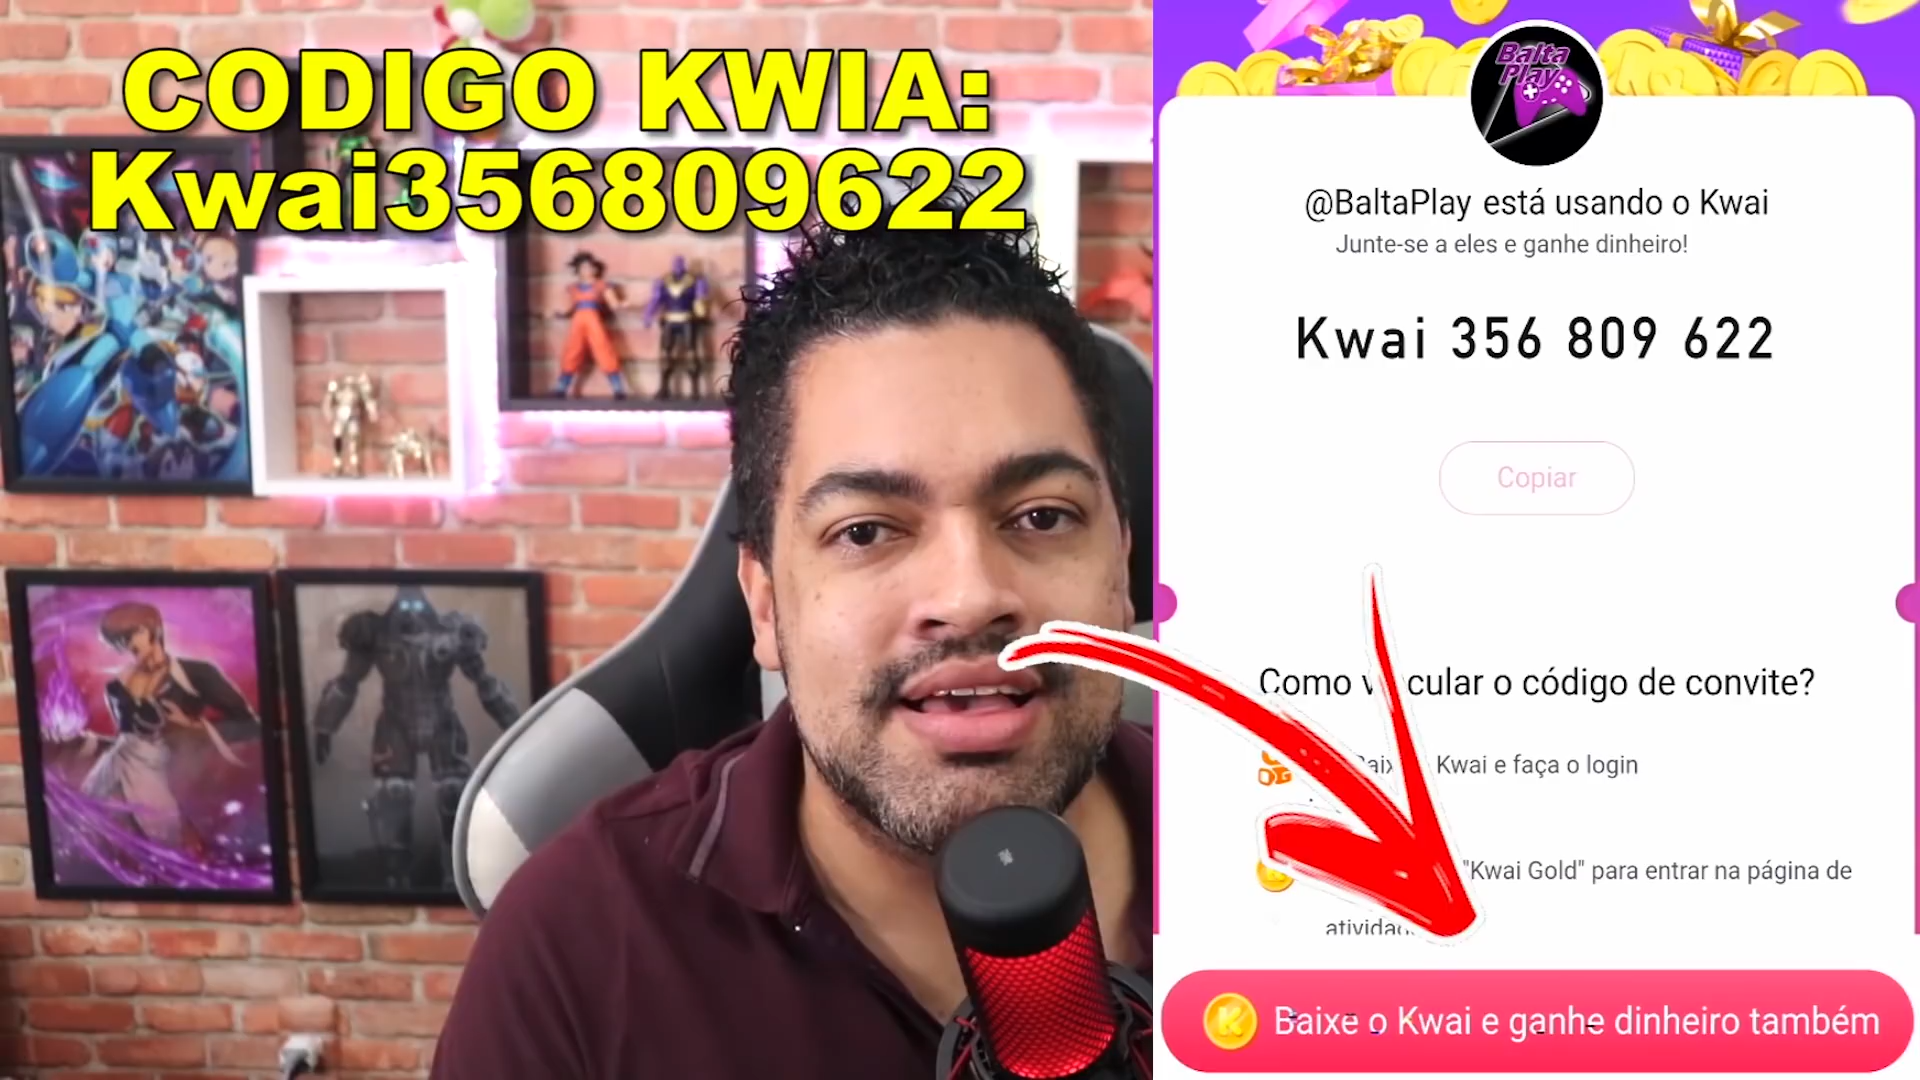 CODIGO KWIA:
Kwai356809622
Balta
Play
@BaltaPlay está usando o Kwai
Junte-se a eles e ganhe dinheiro!
Kwai 356 809 622
Copiar
Como cular o código de convite?
Kwai e faça o login
"Kwai Gold" para entrar na página de
Baixe o Kwai e ganhe dinheiro também